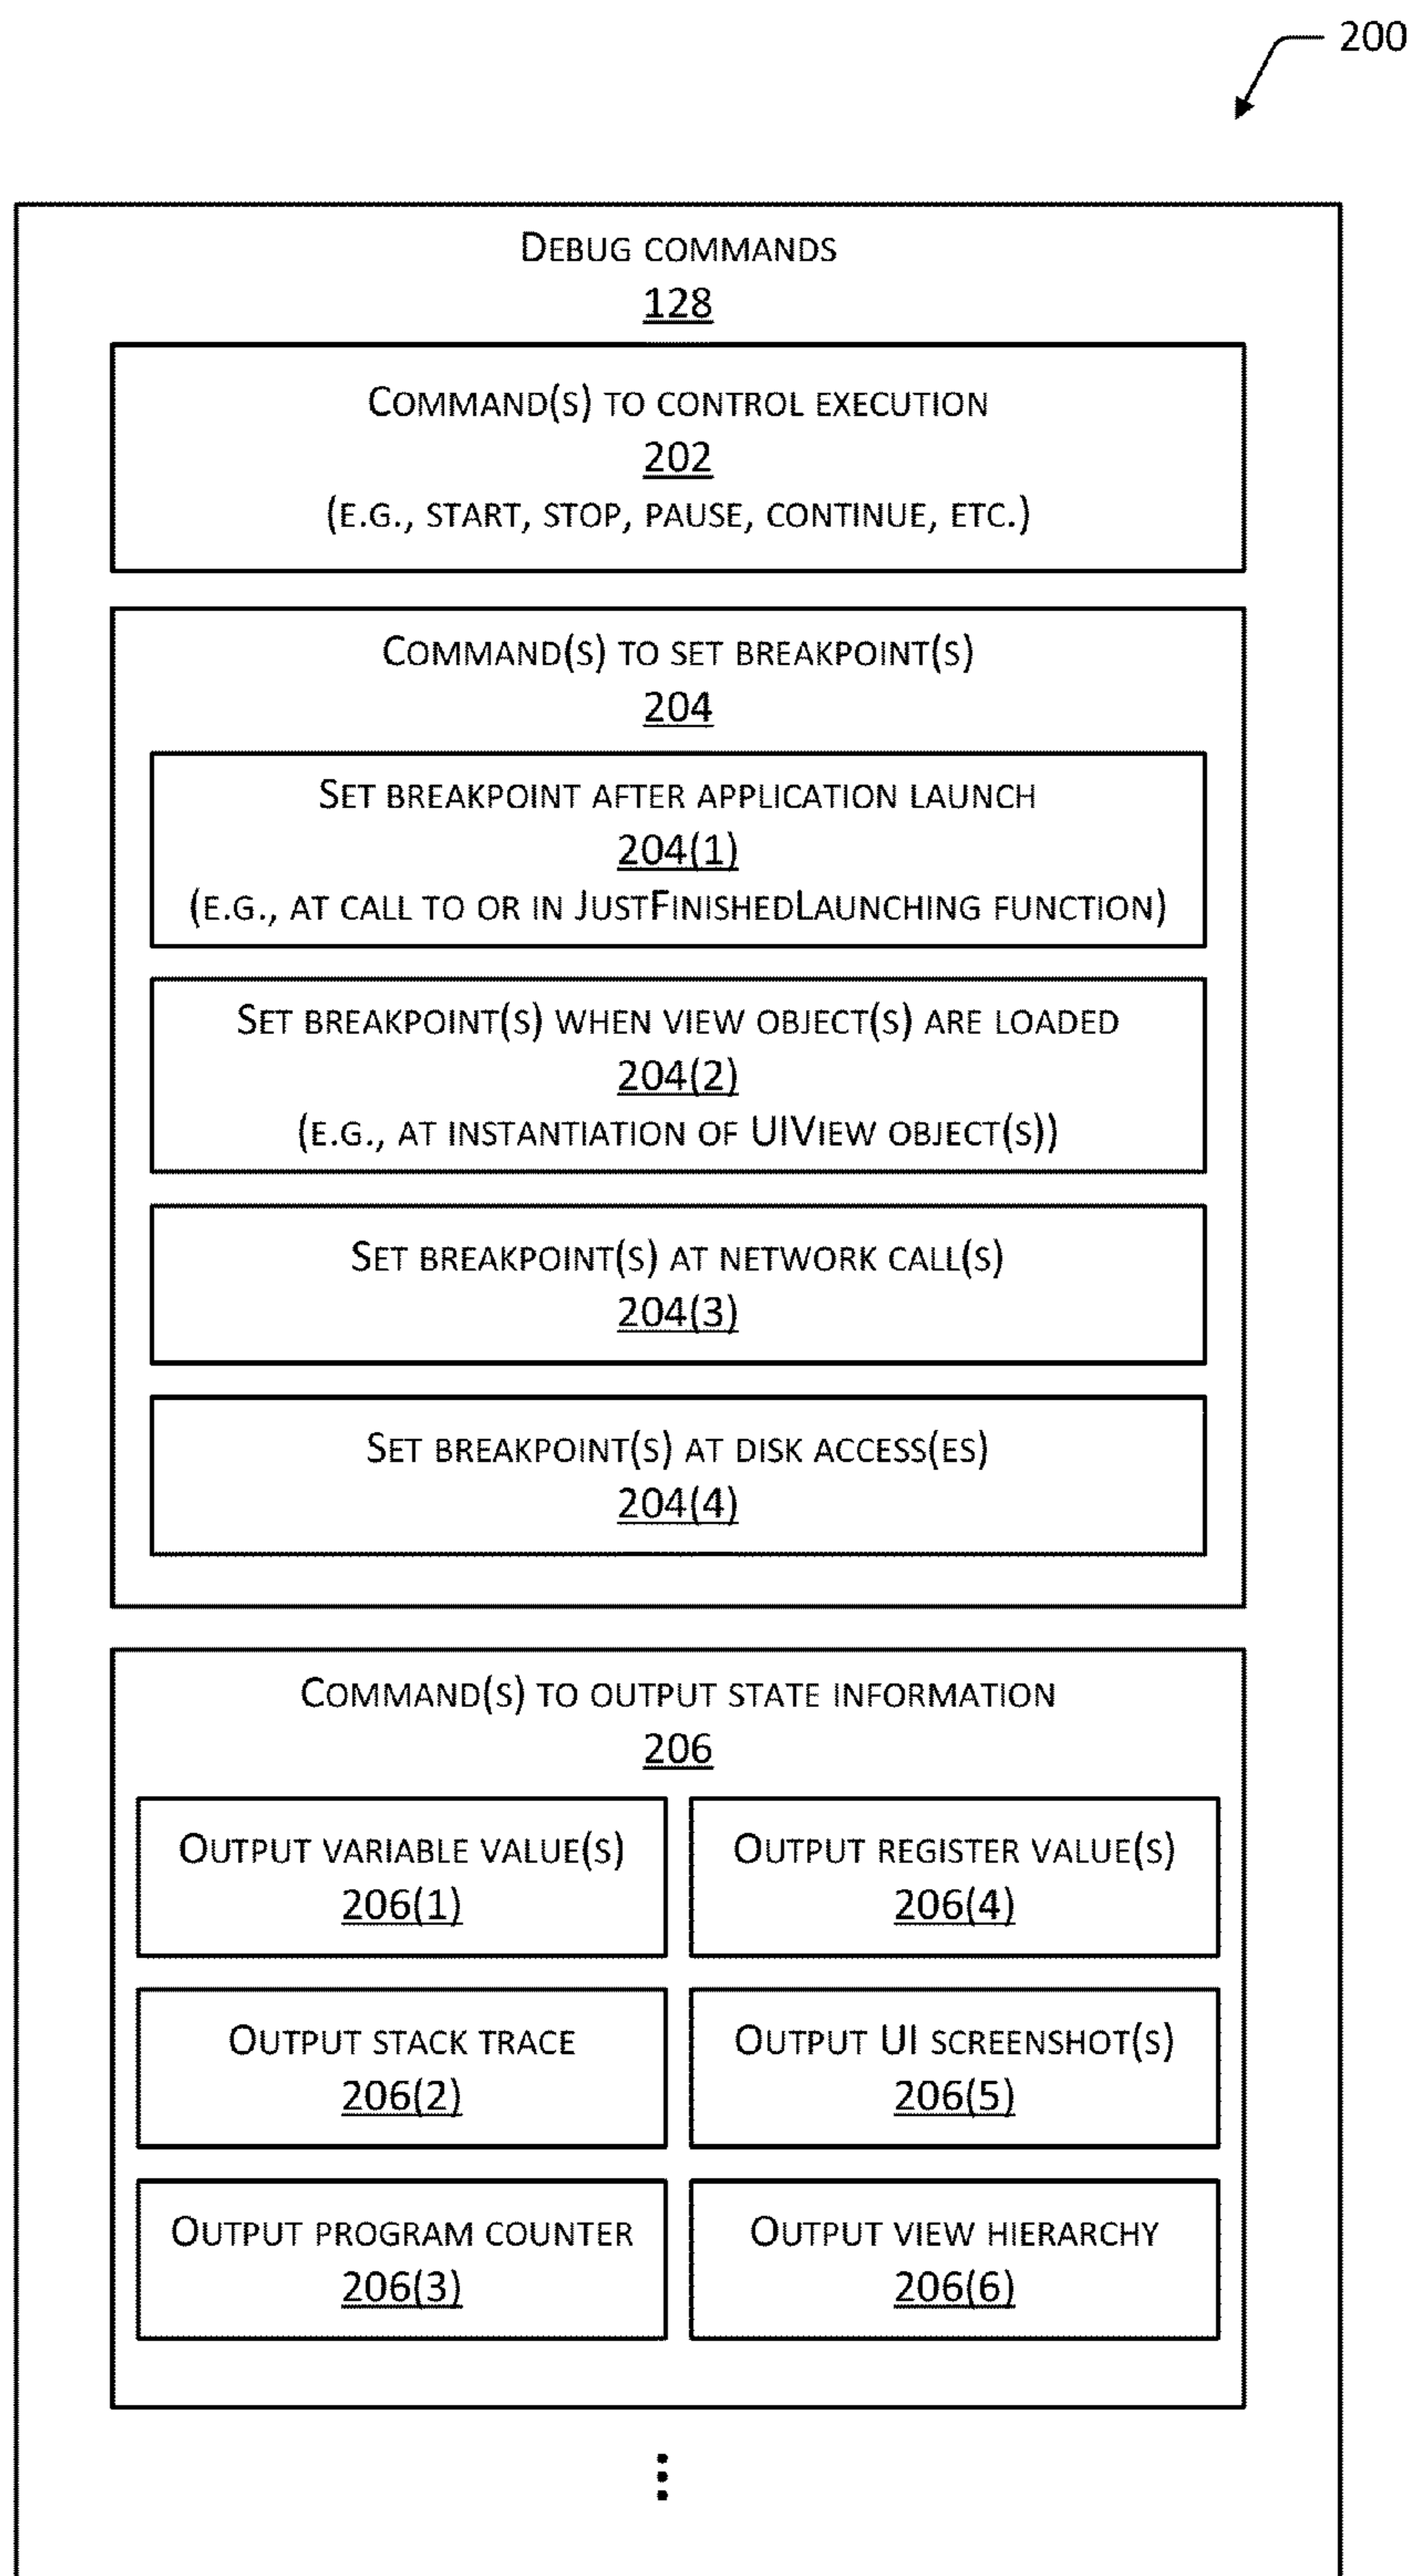 200
Debug commands
128
Command(s) to control execution
202
(e.g., start, stop, pause, continue, etc.)
Command(s) to set breakpoint(s)
204
Set breakpoint after application launch
204(1)
(e.g., at call to or in JustFinishedLaunching function)
Set breakpoint(s) when view object(s) are loaded
204(2)
(e.g., at instantiation of UIView object(s))
Set breakpoint(s) at network call(s)
204(3)
Set breakpoint(s) at disk access(es)
204(4)
Command(s) to output state information
206
Output variable value(s)
206(1)
Output register value(s)
206(4)
Output stack trace
206(2)
Output UI screenshot(s)
206(5)
Output program counter
206(3)
Output view hierarchy
206(6)